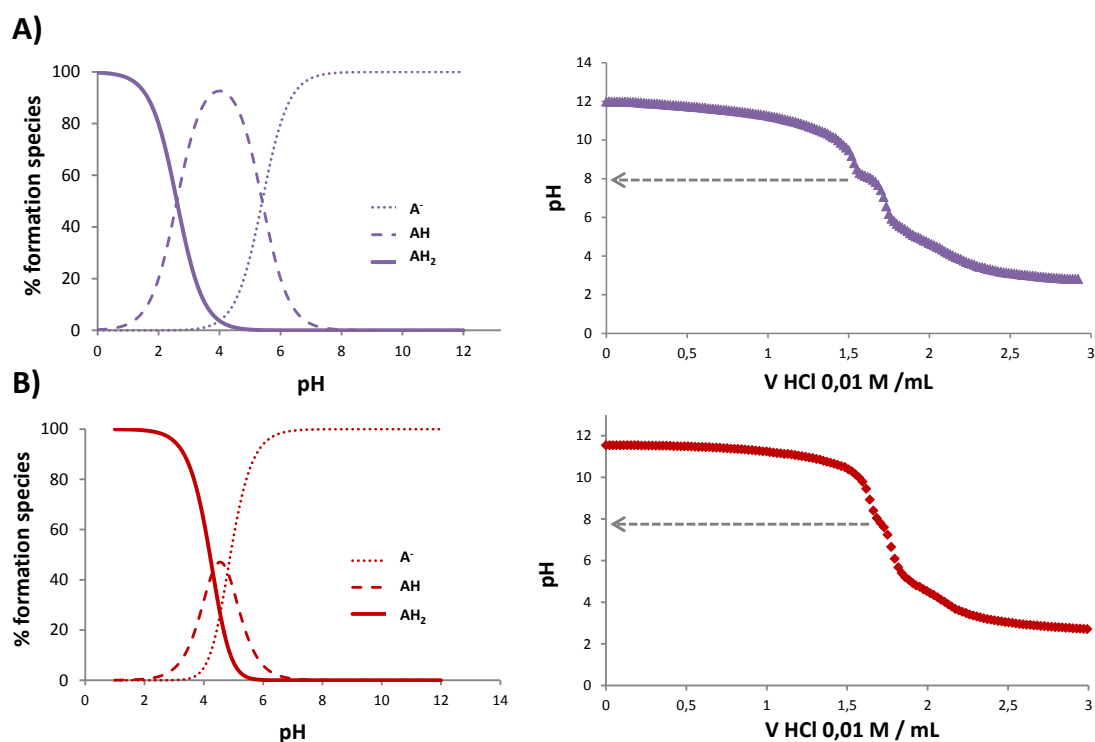 A)
% formation species
100
80
60
40
20
0
0 2 4 6 8 10 12
pH
A-
AH
AH2
pH
14
12
10
8
6
4
2
0
0 0,5 1 1,5 2 2,5 3
V HCl 0,01 M /mL
B)
% formation species
100
80
60
40
20
0
0 2 4 6 8 10 12 14
pH
A-
AH
AH2
pH
12
10
8
6
4
2
0
0 0,5 1 1,5 2 2,5 3
V HCl 0,01 M / mL